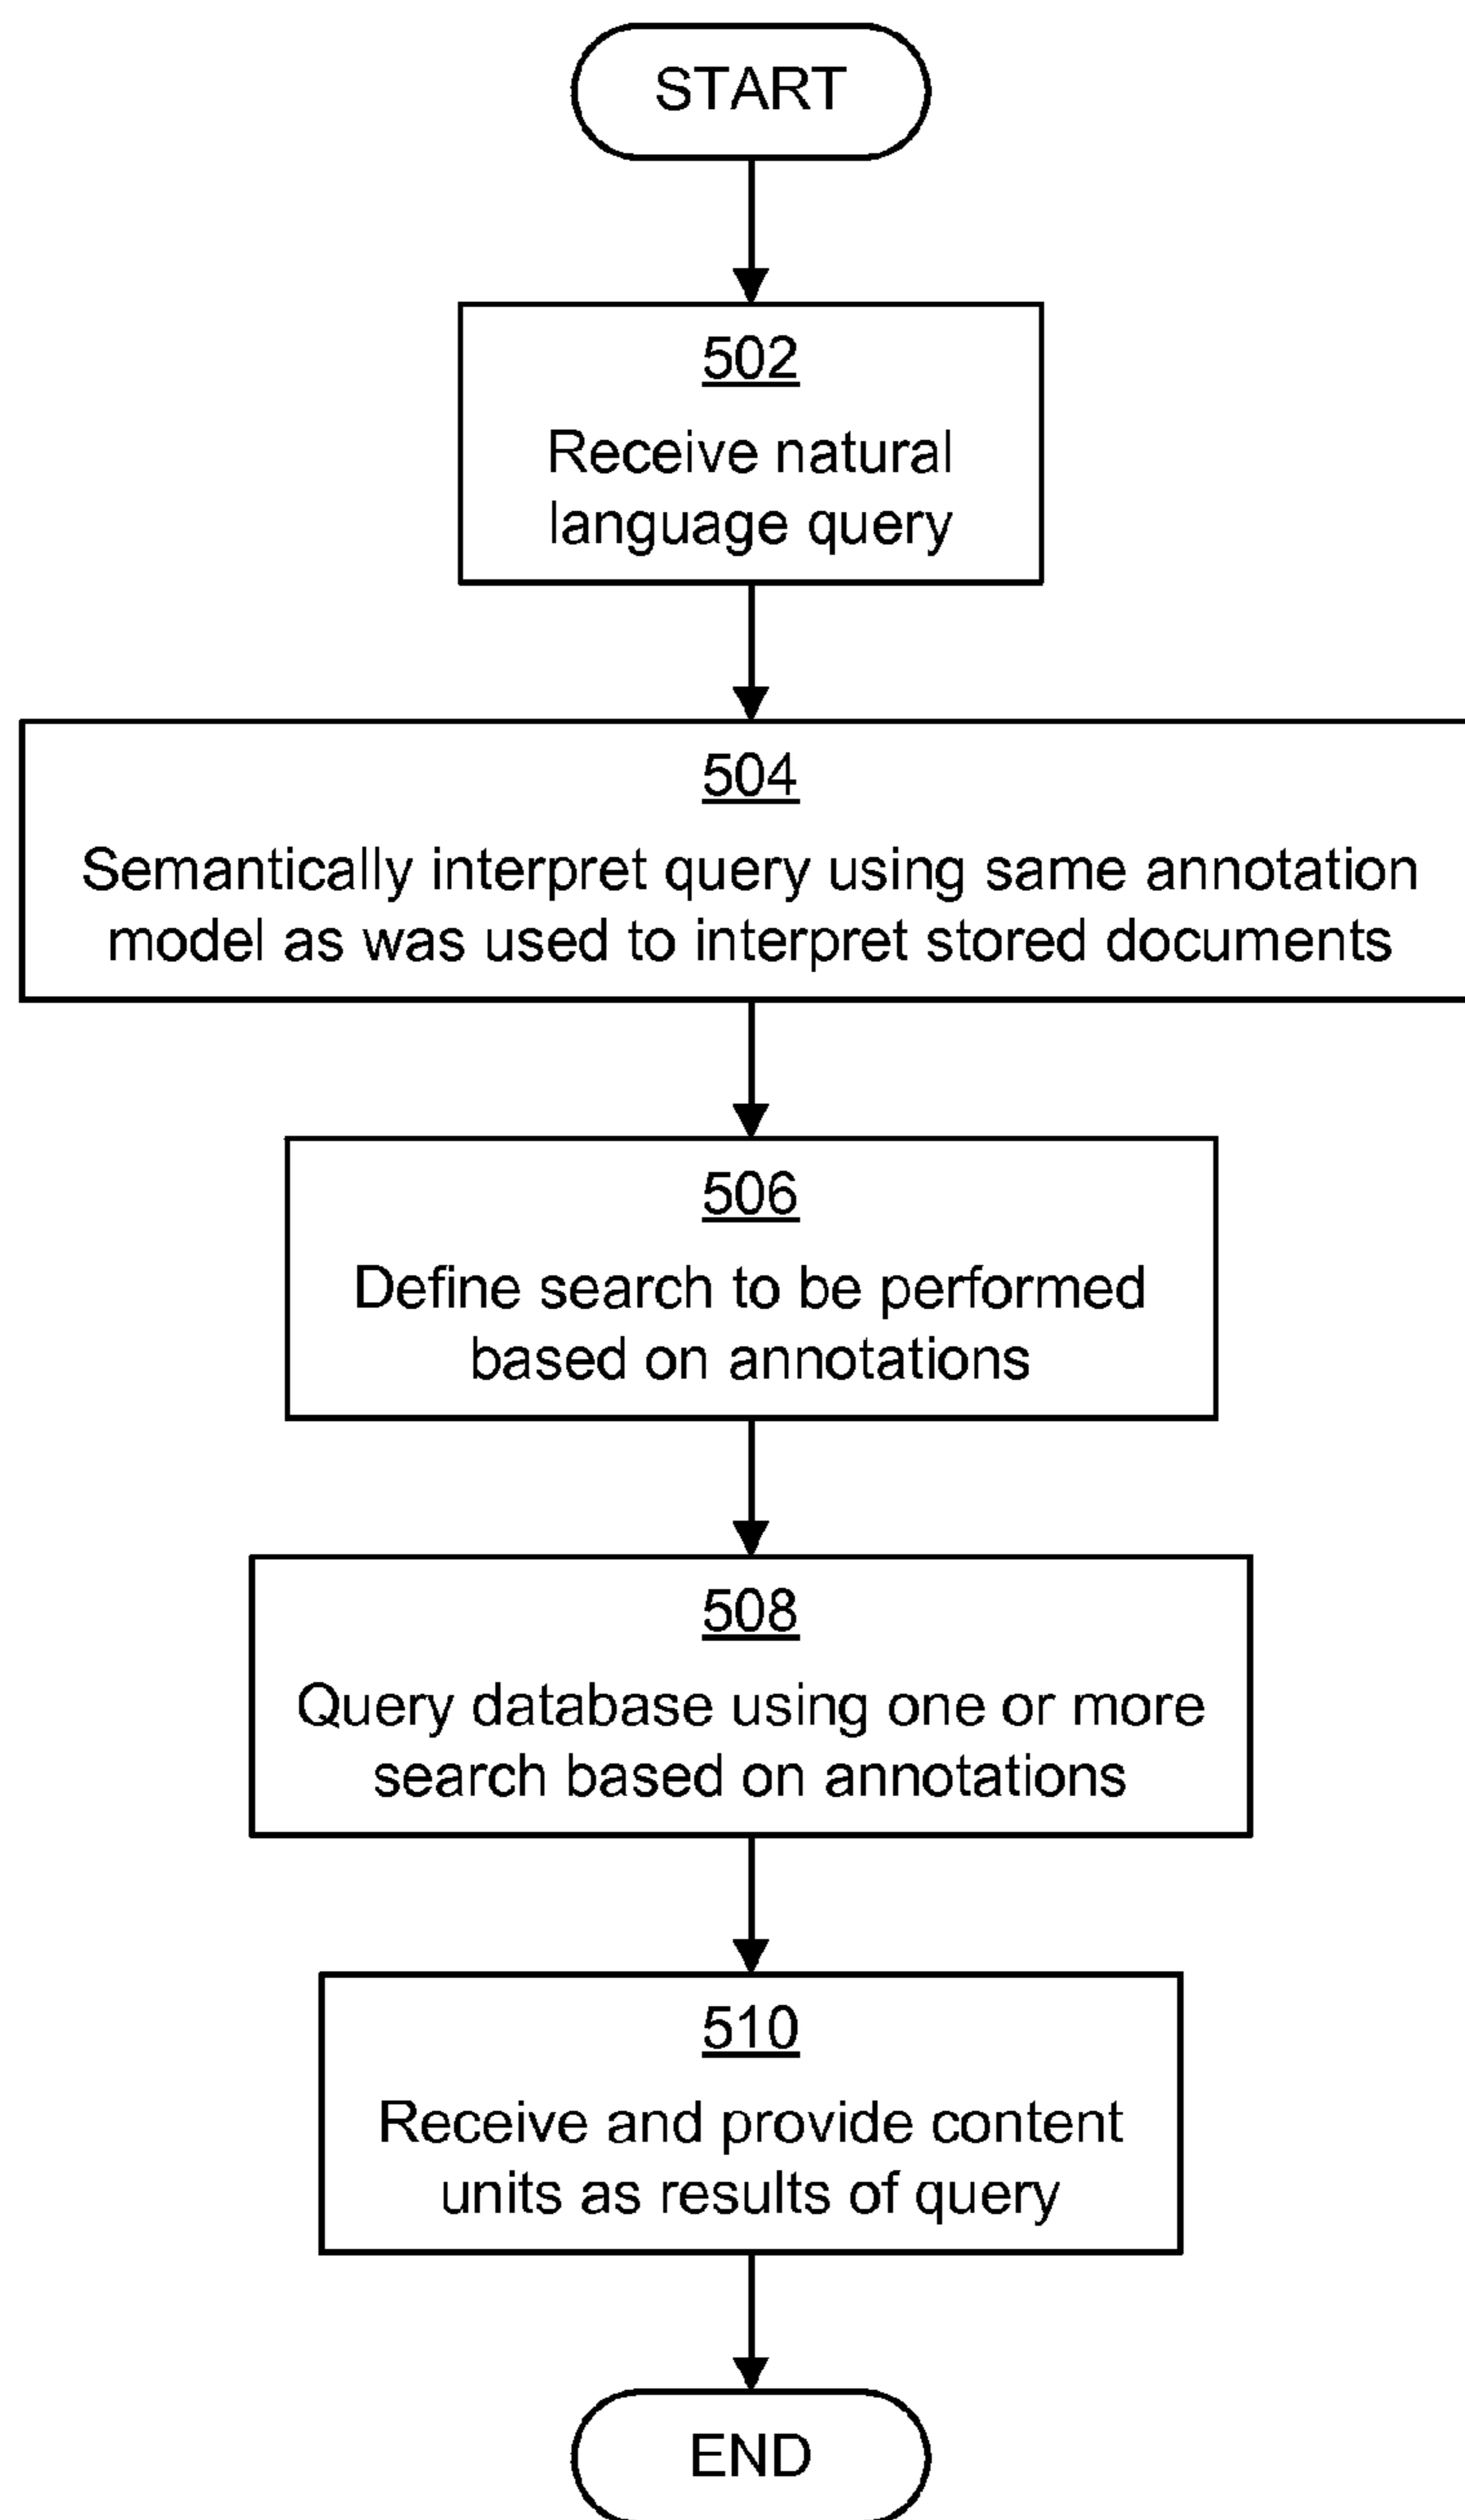 START
502
Receive natural
language query
504
Semantically interpret query using same annotation
model as was used to interpret stored documents
506
Define search to be performed
based on annotations
508
Query database using one or more
search based on annotations
510
Receive and provide content
units as results of query
END